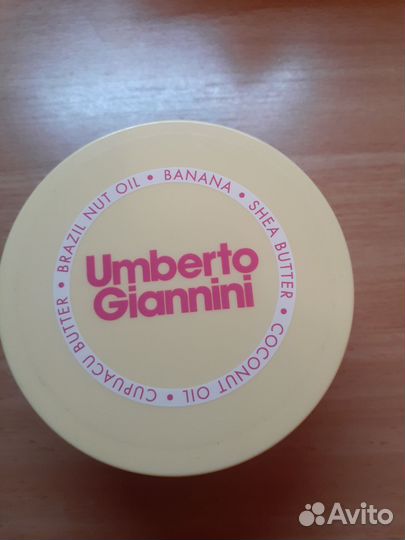 Umberto
Giannini
BRAZIL NUT OIL • BANANA • SHEA BUTTER • COCONUT OIL • CUPUACU BUTTER •
Avito